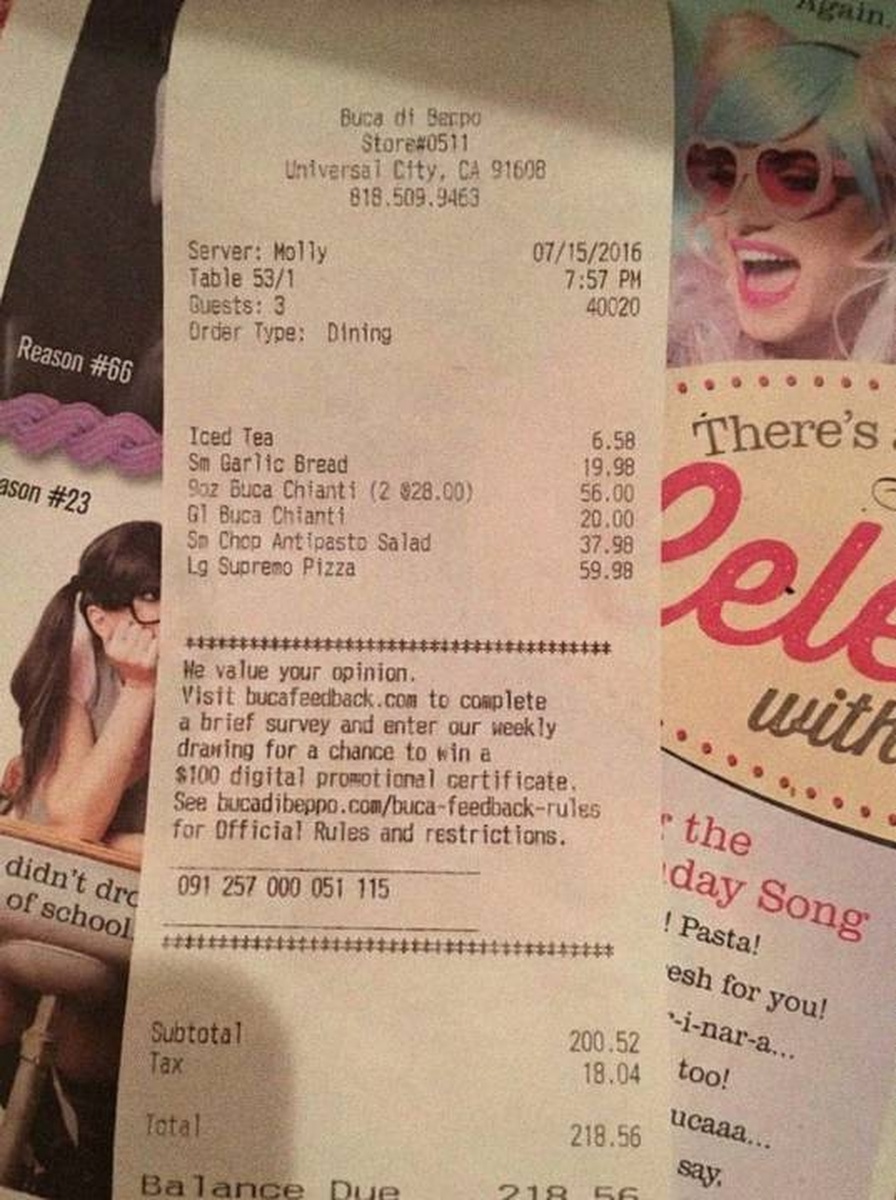 Again.
Buca di Beppo
Store#0511
Universal City, CA 91608
818.509.9463
Server: Molly 07/15/2016
Table 53/1 7:57 PM
Guests: 3 40020
Order Type: Dining
Reason #66
Iced Tea 6.58
Sm Garlic Bread 19.98
9oz Buca Chianti (2 @$28.00) 56.00
Gl Buca Chianti 20.00
Sm Chop Antipasto Salad 37.98
Lg Supremo Pizza 59.98
ason #23
There's
Cele
with
****************************************
We value your opinion.
Visit bucafeedback.com to complete
a brief survey and enter our weekly
drawing for a chance to win a
$100 digital promotional certificate.
See bucadibeppo.com/buca-feedback-rules
for Official Rules and restrictions.
091 257 000 051 115
****************************************
didn't dro
of school
r the
day Song
! Pasta!
esh for you!
-i-nar-a...
too!
ucaaa...
say,
Subtotal 200.52
Tax 18.04
Total 218.56
Balance Due 218.56